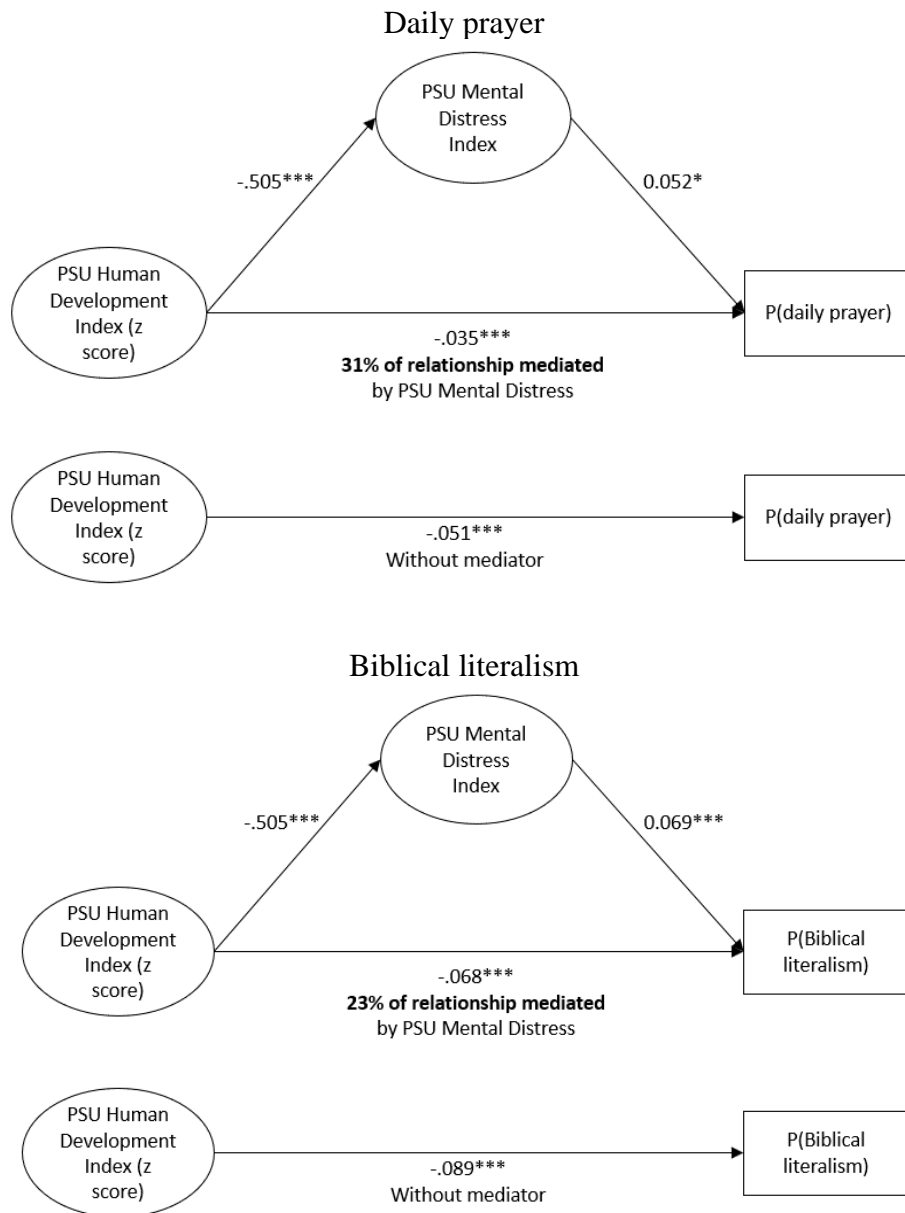 Daily prayer
PSU Mental
Distress
Index
-.505***
0.052*
PSU Human
Development
Index (z
score)
P(daily prayer)
-.035***
31% of relationship mediated
by PSU Mental Distress
PSU Human
Development
Index (z
score)
P(daily prayer)
-.051***
Without mediator
Biblical literalism
PSU Mental
Distress
Index
-.505***
0.069***
PSU Human
Development
Index (z
score)
P(Biblical
literalism)
-.068***
23% of relationship mediated
by PSU Mental Distress
PSU Human
Development
Index (z
score)
P(Biblical
literalism)
-.089***
Without mediator